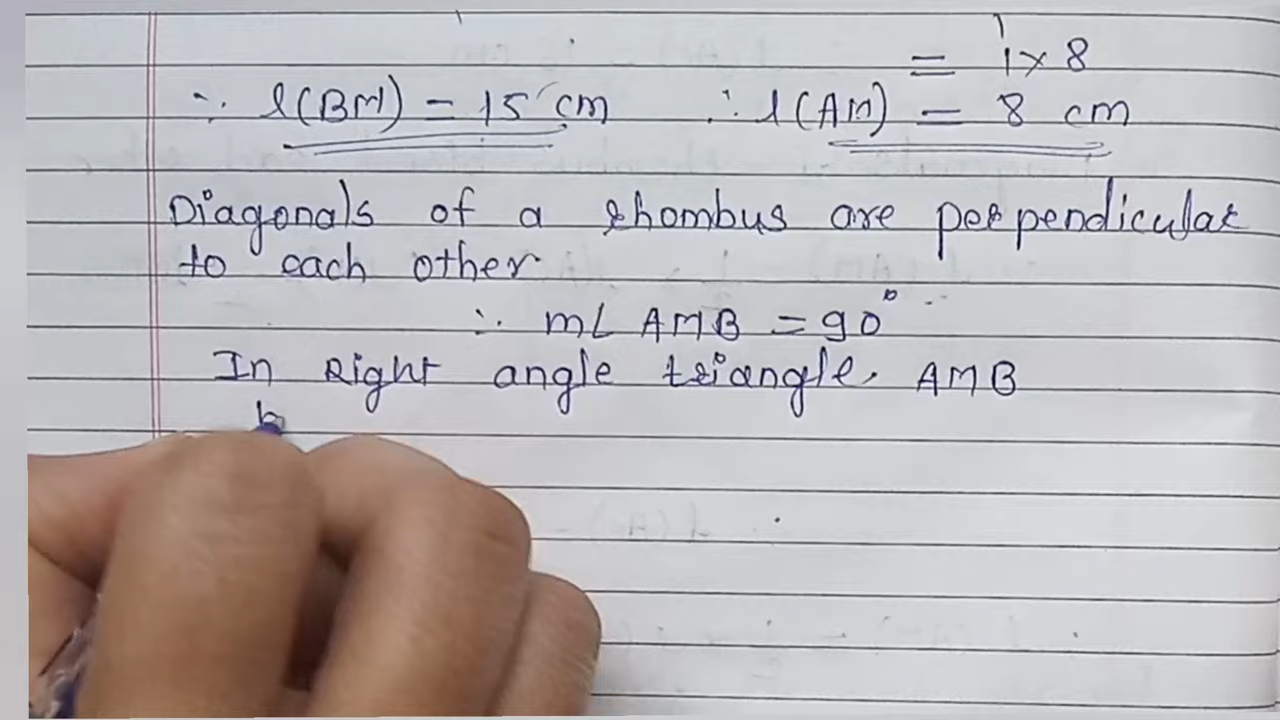 = 1 × 8
∴ l(BM) = 15 cm ∴ l(AM) = 8 cm
Diagonals of a rhombus are perpendicular
to each other
∴ m∠ AMB = 90°
In Right angle triangle, AMB
b